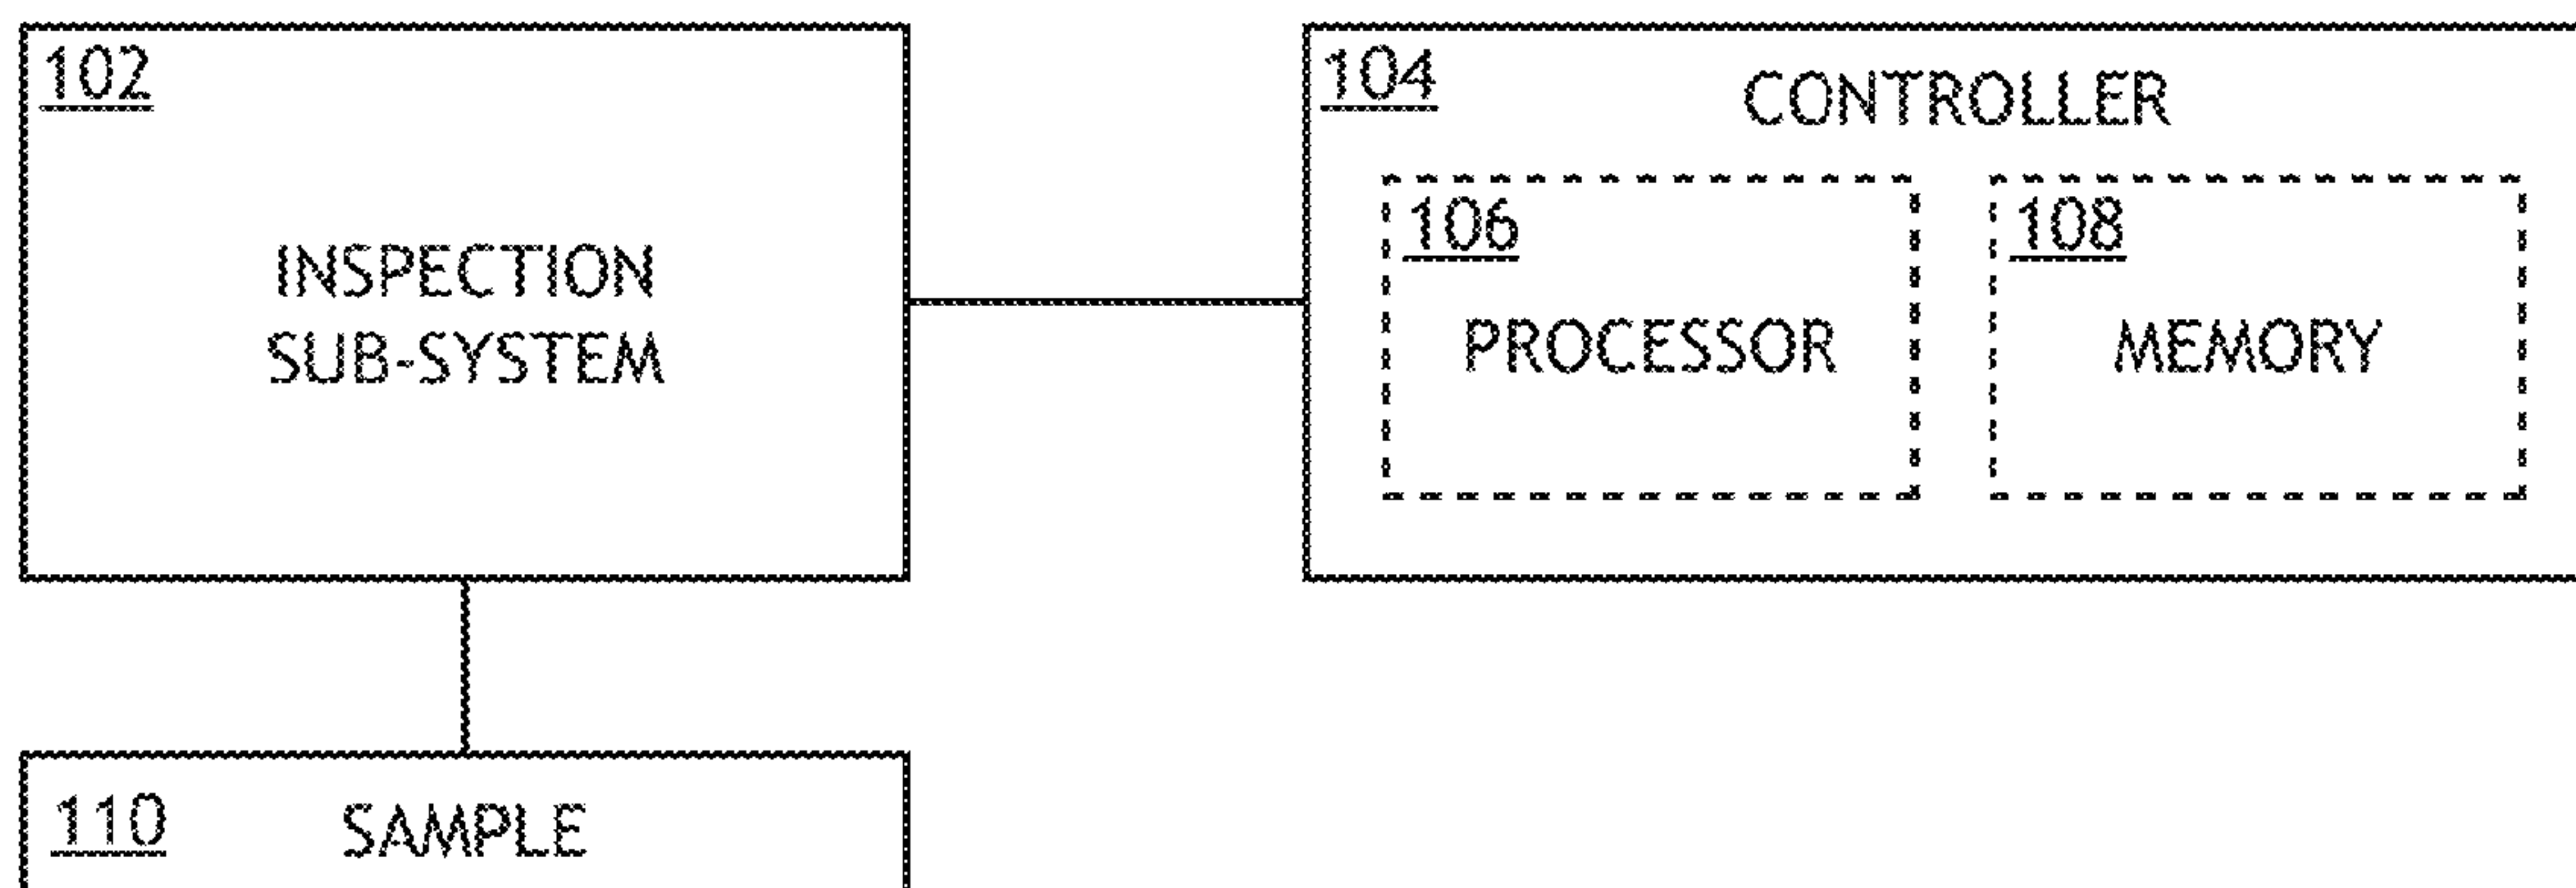 102
INSPECTION
SUB-SYSTEM
104
CONTROLLER
106
PROCESSOR
108
MEMORY
110
SAMPLE